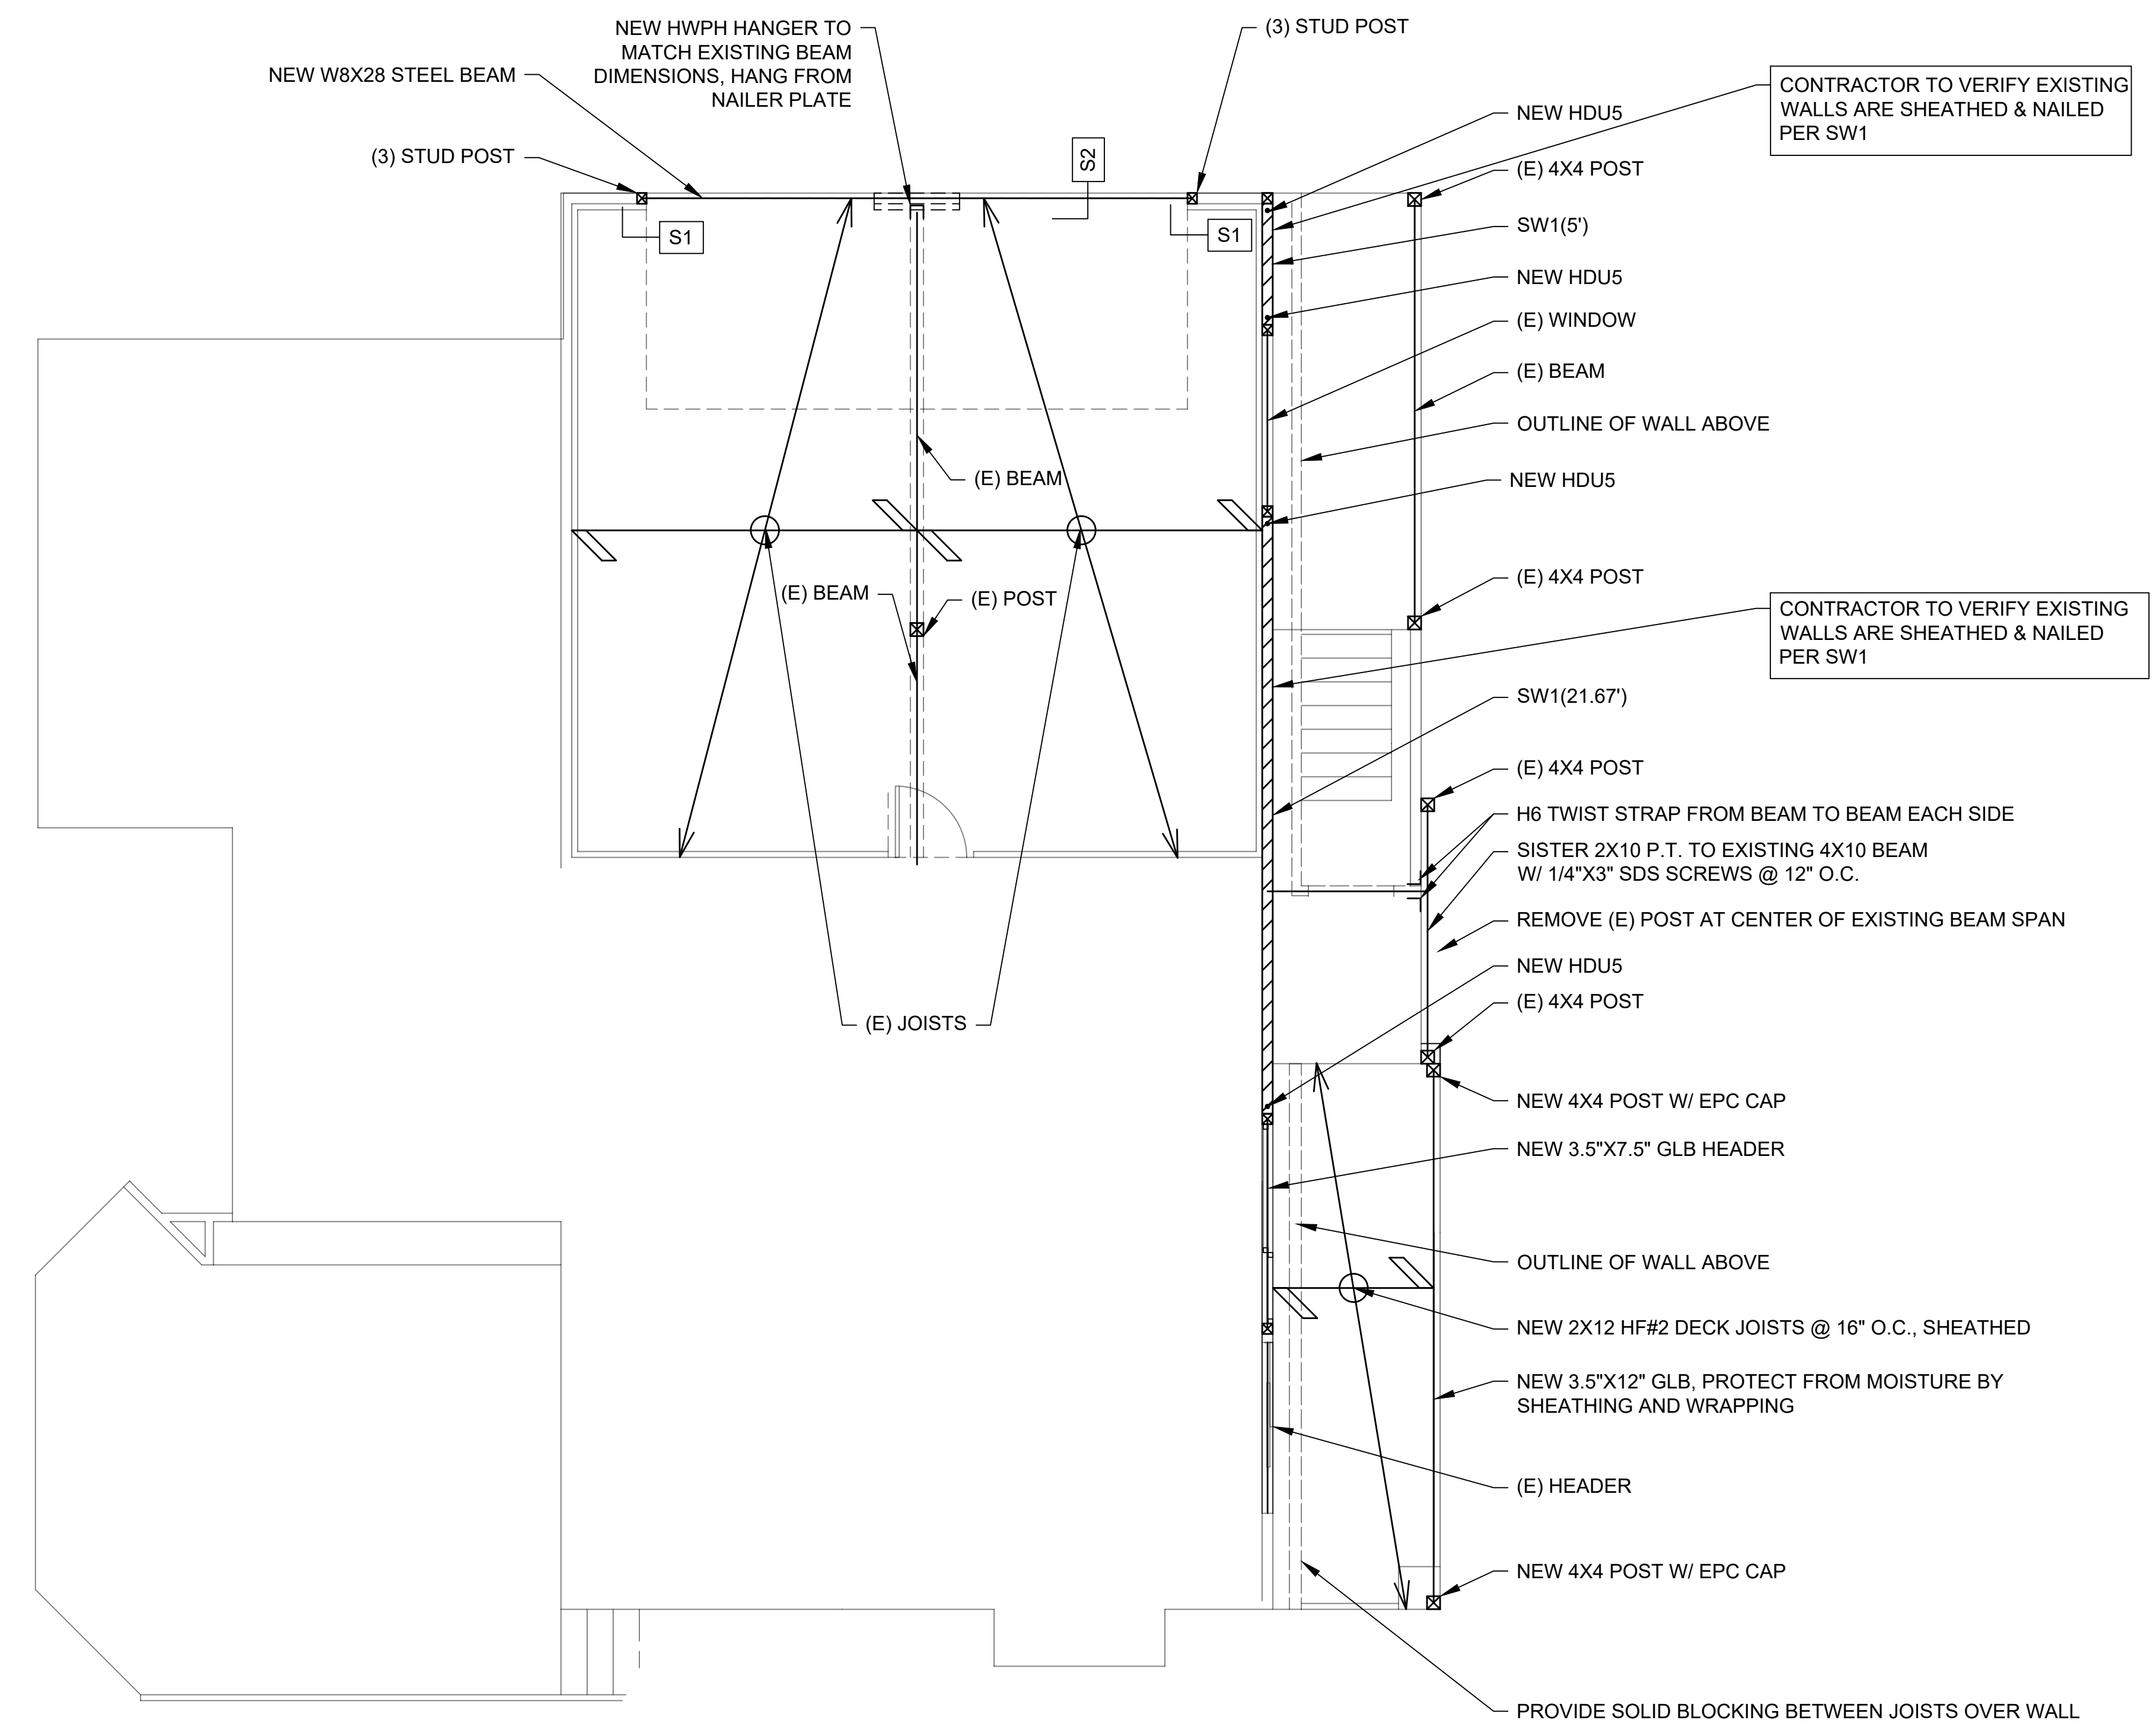 NEW HWPH HANGER TO
MATCH EXISTING BEAM
DIMENSIONS, HANG FROM
NAILER PLATE
(3) STUD POST
NEW W8X28 STEEL BEAM
(3) STUD POST
S2
S1
S1
CONTRACTOR TO VERIFY EXISTING
WALLS ARE SHEATHED & NAILED
PER SW1
NEW HDU5
(E) 4X4 POST
SW1(5')
NEW HDU5
(E) WINDOW
(E) BEAM
OUTLINE OF WALL ABOVE
(E) BEAM
NEW HDU5
(E) 4X4 POST
(E) BEAM
(E) POST
CONTRACTOR TO VERIFY EXISTING
WALLS ARE SHEATHED & NAILED
PER SW1
SW1(21.67')
(E) 4X4 POST
H6 TWIST STRAP FROM BEAM TO BEAM EACH SIDE
SISTER 2X10 P.T. TO EXISTING 4X10 BEAM
W/ 1/4"X3" SDS SCREWS @ 12" O.C.
REMOVE (E) POST AT CENTER OF EXISTING BEAM SPAN
NEW HDU5
(E) 4X4 POST
(E) JOISTS
NEW 4X4 POST W/ EPC CAP
NEW 3.5"X7.5" GLB HEADER
OUTLINE OF WALL ABOVE
NEW 2X12 HF#2 DECK JOISTS @ 16" O.C., SHEATHED
NEW 3.5"X12" GLB, PROTECT FROM MOISTURE BY
SHEATHING AND WRAPPING
(E) HEADER
NEW 4X4 POST W/ EPC CAP
PROVIDE SOLID BLOCKING BETWEEN JOISTS OVER WALL